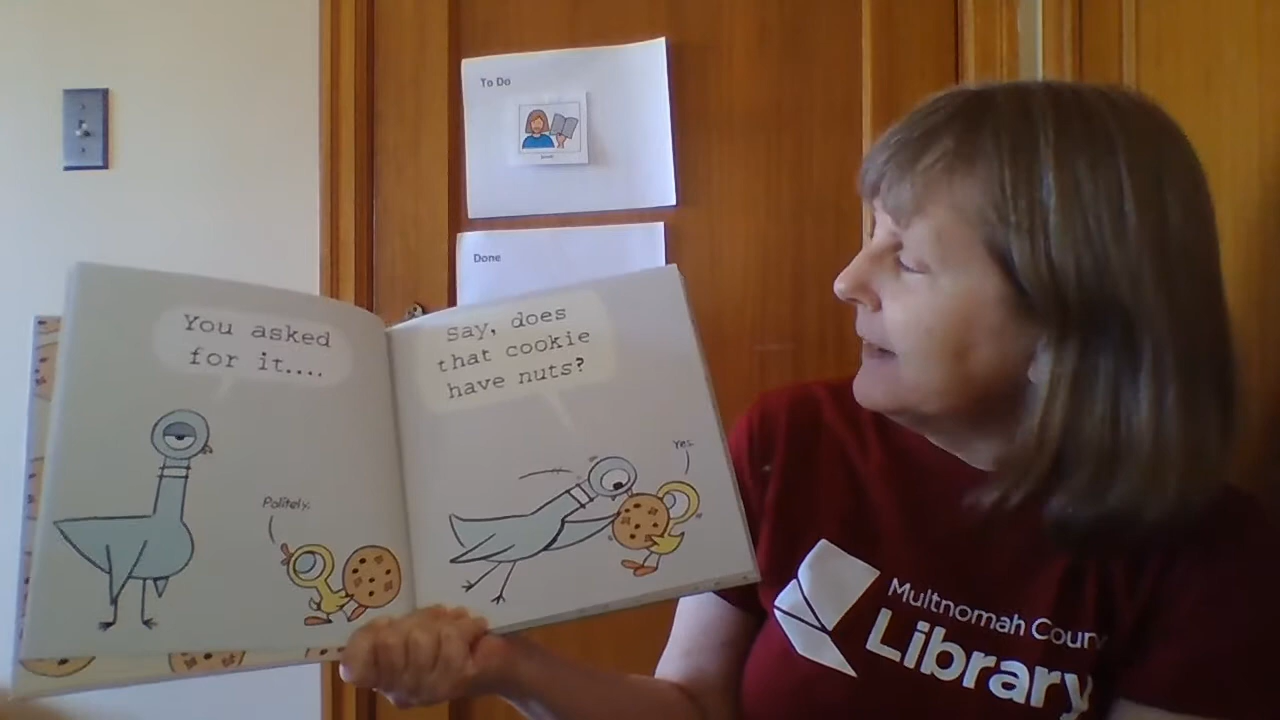 To Do
Done
You asked
for it....
Politely.
Say, does
that cookie
have nuts?
Yes.
Multnomah Coun
Library